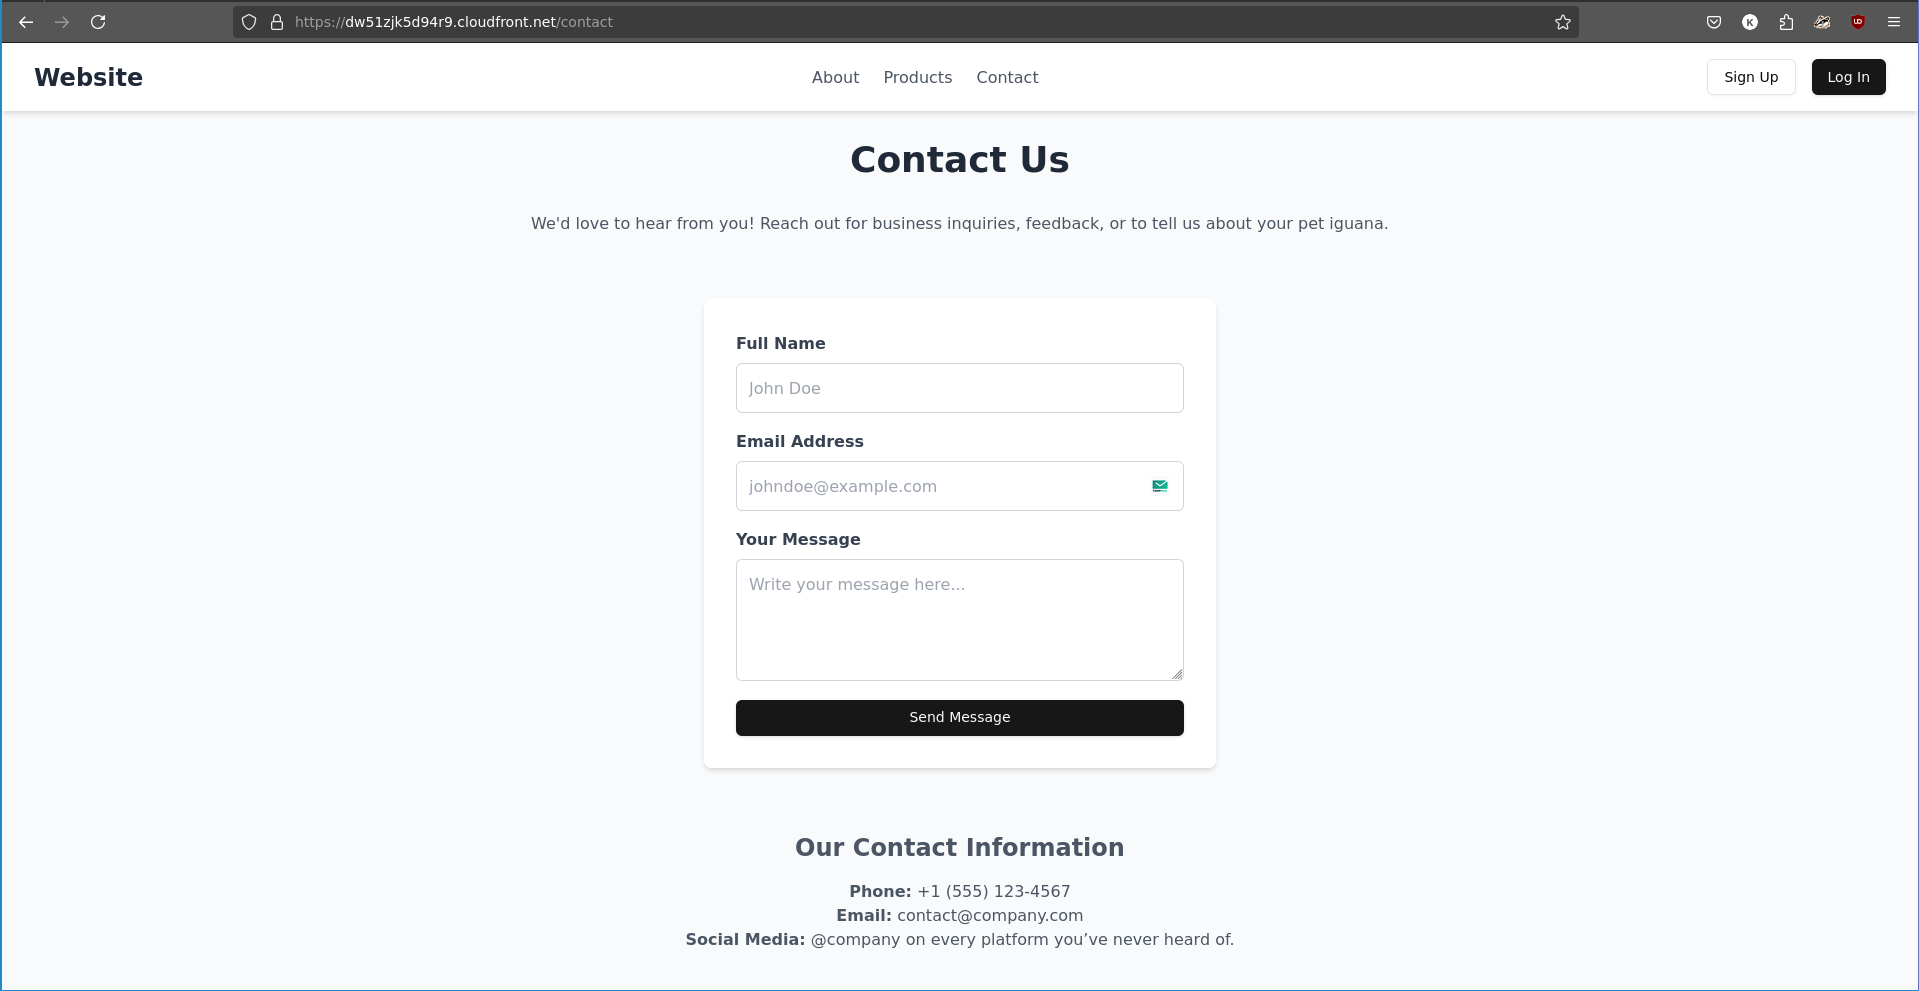 https://dw51zjk5d94r9.cloudfront.net/contact
K
UD
Website
About Products Contact
Sign Up
Log In
Contact Us
We'd love to hear from you! Reach out for business inquiries, feedback, or to tell us about your pet iguana.
Full Name
John Doe
Email Address
johndoe@example.com
Your Message
Write your message here...
Send Message
Our Contact Information
Phone: +1 (555) 123-4567
Email: contact@company.com
Social Media: @company on every platform you’ve never heard of.